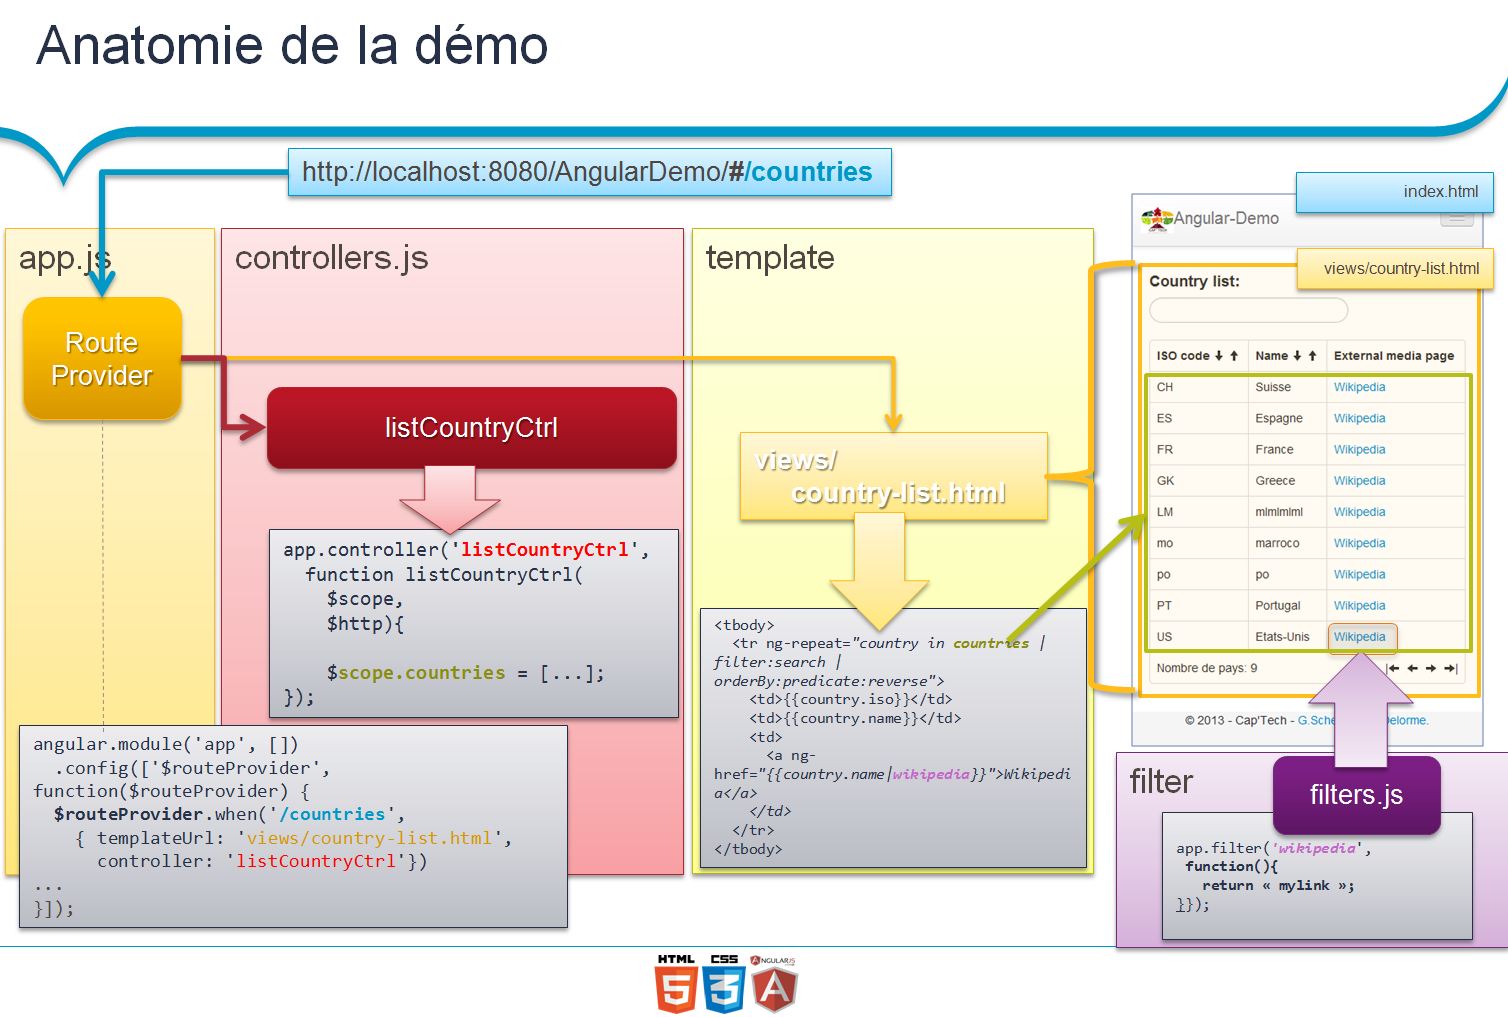 Anatomie de la démo
http://localhost:8080/AngularDemo/#/countries
app.js
Route
Provider
angular.module('app', [])
.config(['$routeProvider',
function($routeProvider) {
$routeProvider.when('/countries',
{ templateUrl: 'views/country-list.html',
controller: 'listCountryCtrl'})
...
}]);
controllers.js
listCountryCtrl
app.controller('listCountryCtrl',
function listCountryCtrl(
$scope,
$http){
$scope.countries = [...];
});
template
views/
country-list.html
<tbody>
<tr ng-repeat="country in countries |
filter:search |
orderBy:predicate:reverse">
<td>{{country.iso}}</td>
<td>{{country.name}}</td>
<td>
<a ng-
href="{{country.name|wikipedia}}">Wikipedi
a</a>
</td>
</tr>
</tbody>
index.html
Angular-Demo
views/country-list.html
Country list:
ISO code Name External media page
CH Suisse Wikipedia
ES Espagne Wikipedia
FR France Wikipedia
GK Greece Wikipedia
LM mlmlmlml Wikipedia
mo marroco Wikipedia
po po Wikipedia
PT Portugal Wikipedia
US Etats-Unis Wikipedia
Nombre de pays: 9
© 2013 - Cap'Tech - G.Sche Delorme.
filter
filters.js
app.filter('wikipedia',
function(){
return « mylink »;
}});
HTML CSS ANGULARJS
5 3 A